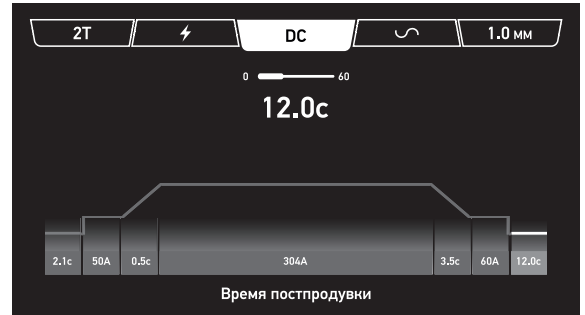 2T DC 1.0 мм
0 60
12.0с
2.1с 50А 0.5с 304А 3.5с 60А 12.0с
Время постпродувки